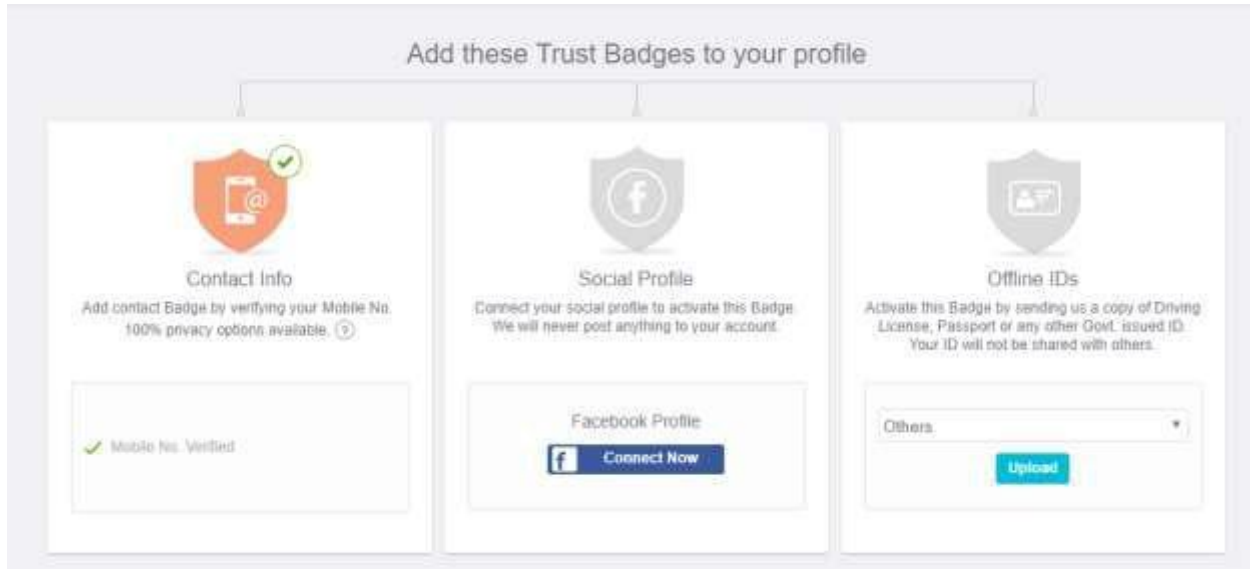 Add these Trust Badges to your profile
Contact Info
Add contact Badge by verifying your Mobile No.
100% privacy options available. ?
Mobile No. Verified
Social Profile
Connect your social profile to activate this Badge
We will never post anything to your account.
Facebook Profile
f Connect Now
Offline IDs
Activate this Badge by sending us a copy of Driving
License, Passport or any other Govt. issued ID.
Your ID will not be shared with others.
Others
Upload